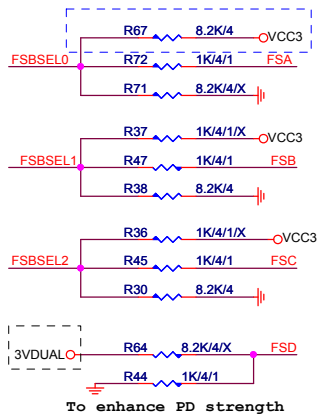 R67 8.2K/4 VCC3
FSBSEL0 R72 1K/4/1 FSA
R71 8.2K/4/X
R37 1K/4/1/X VCC3
FSBSEL1 R47 1K/4/1 FSB
R38 8.2K/4
R36 1K/4/1/X VCC3
FSBSEL2 R45 1K/4/1 FSC
R30 8.2K/4
3VDUAL R64 8.2K/4/X FSD
R44 1K/4/1
To enhance PD strength